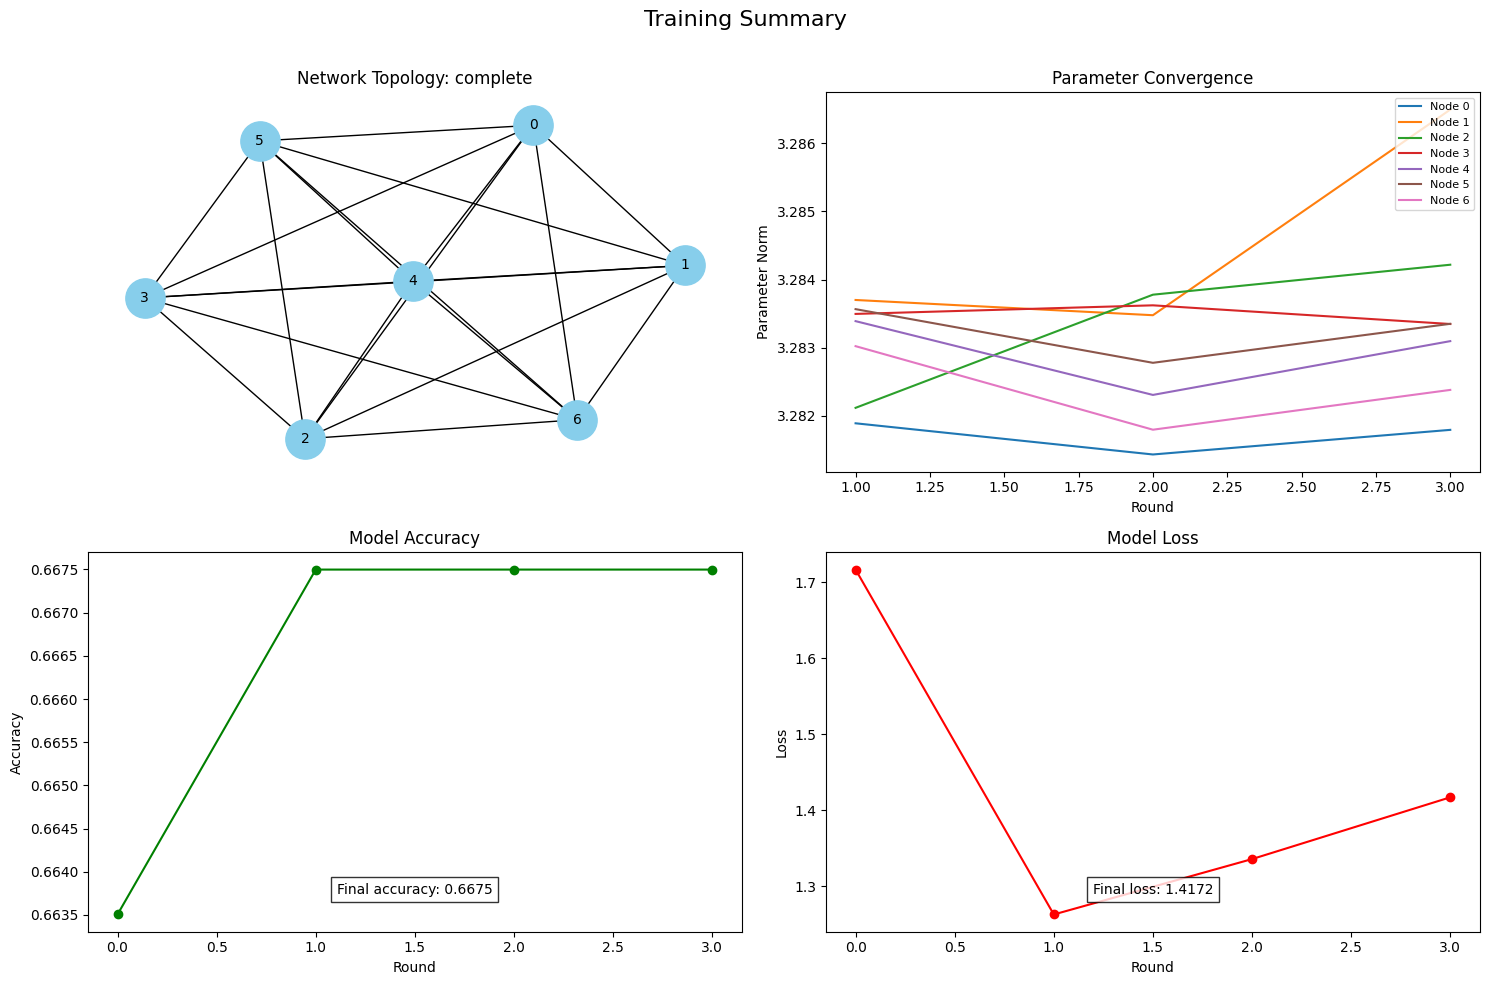 Training Summary
Network Topology: complete
0
5
1
4
3
6
2
Parameter Convergence
Node 0
Node 1
Node 2
Node 3
Node 4
Node 5
Node 6
3.286
3.285
3.284
3.283
3.282
Parameter Norm
1.00 1.25 1.50 1.75 2.00 2.25 2.50 2.75 3.00
Round
Model Accuracy
0.6675
0.6670
0.6665
0.6660
0.6655
0.6650
0.6645
0.6640
0.6635
Accuracy
Final accuracy: 0.6675
0.0 0.5 1.0 1.5 2.0 2.5 3.0
Round
Model Loss
1.7
1.6
1.5
1.4
1.3
Loss
Final loss: 1.4172
0.0 0.5 1.0 1.5 2.0 2.5 3.0
Round